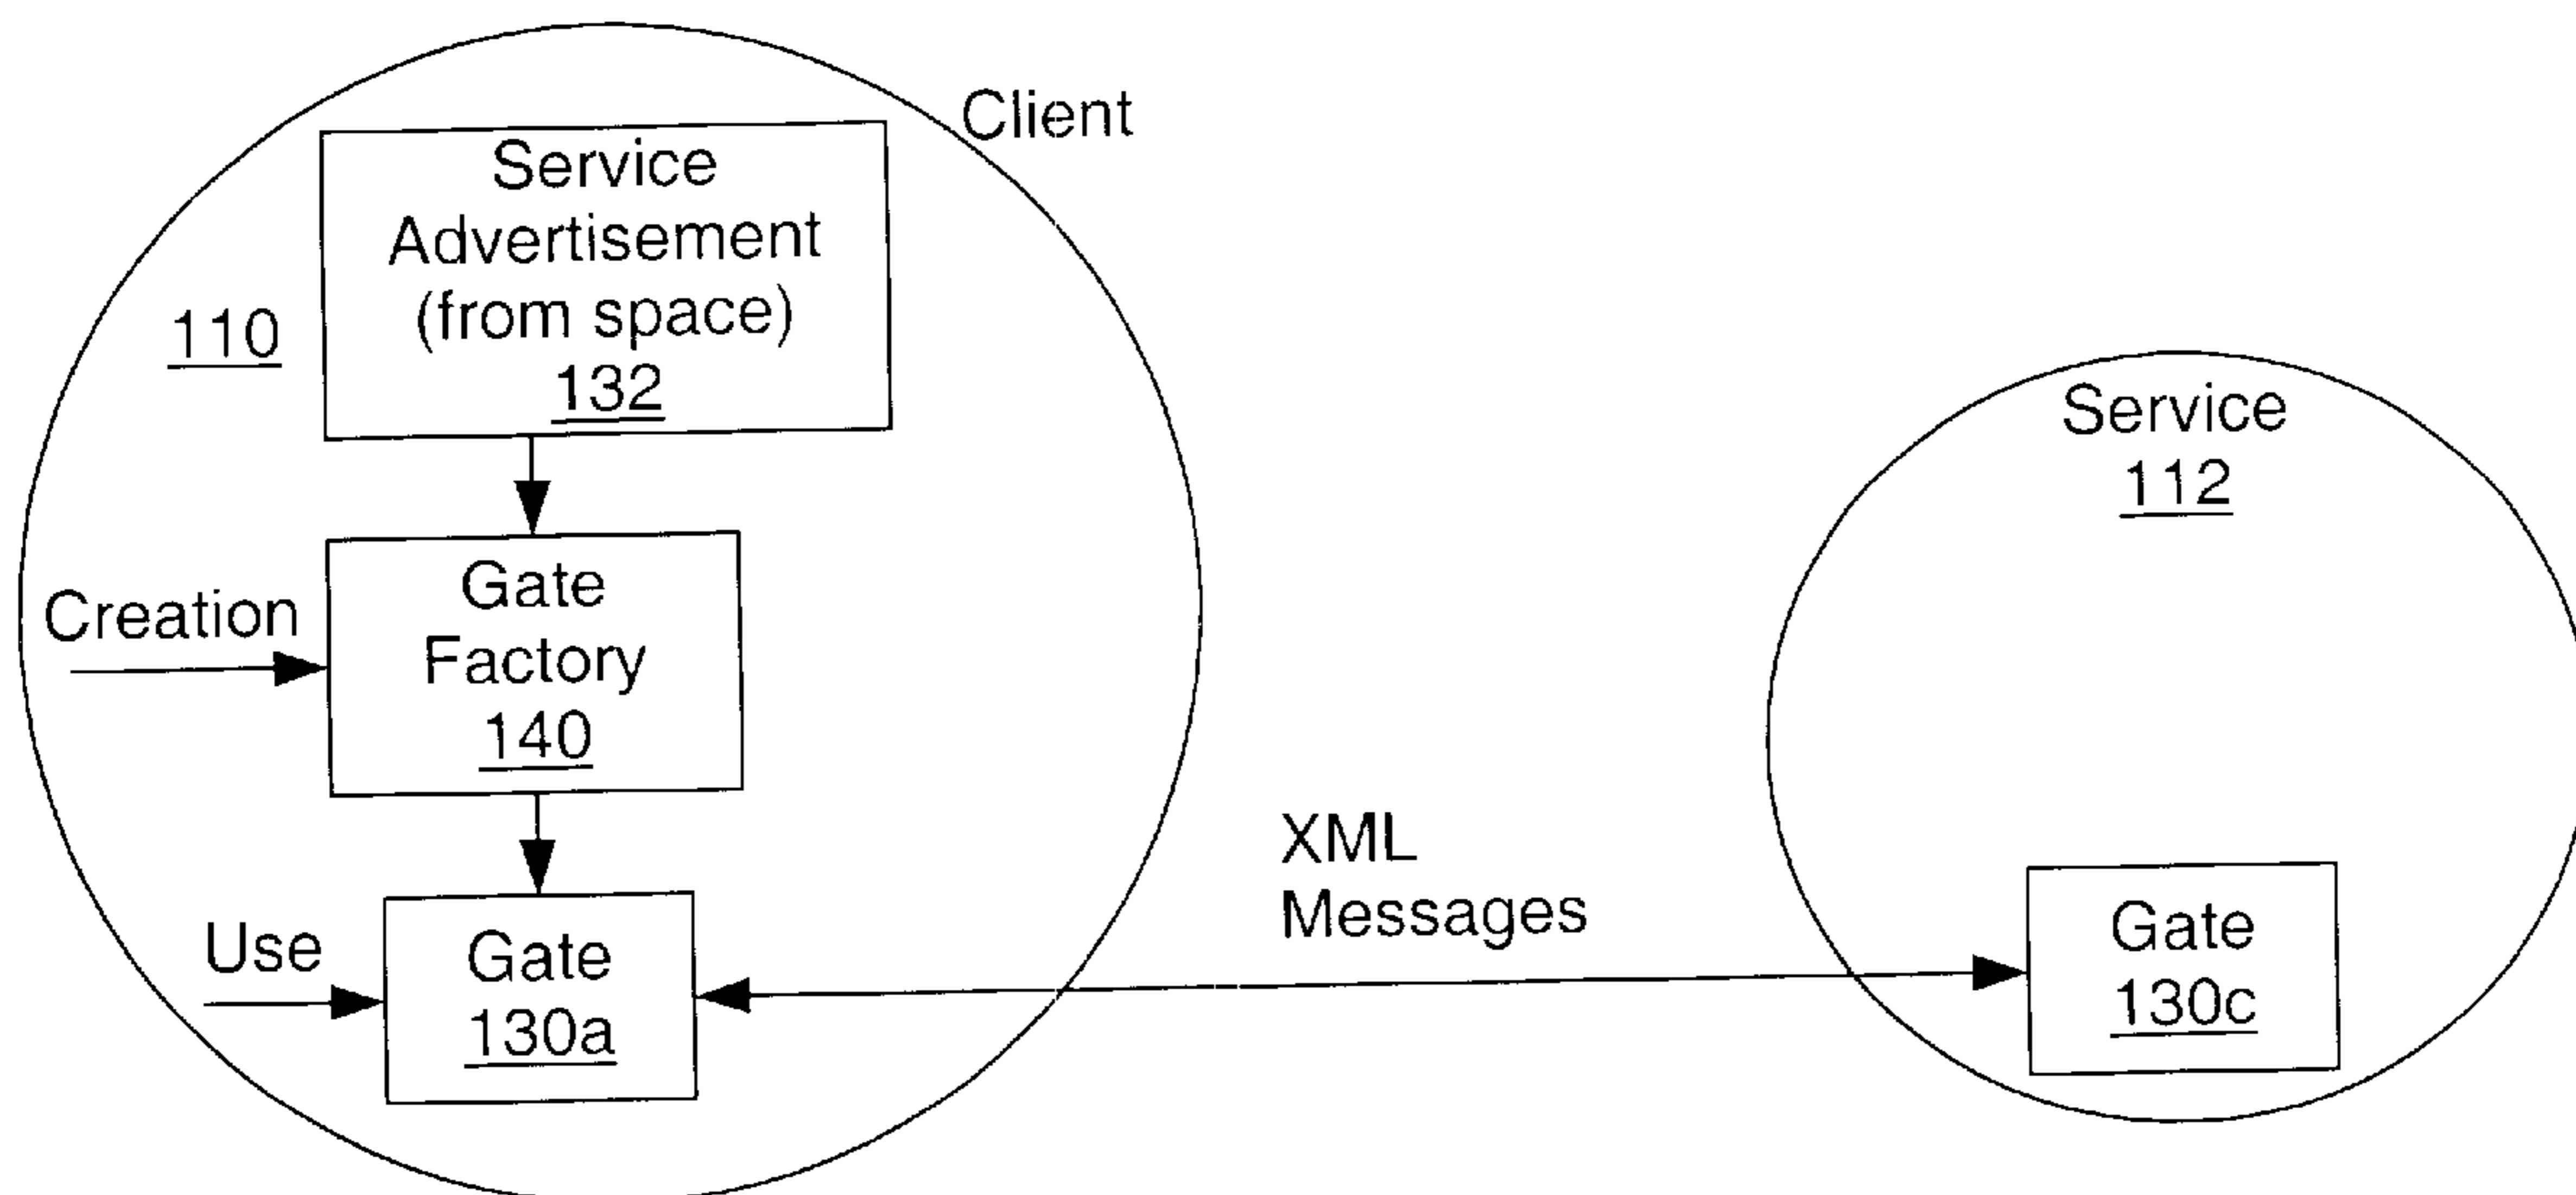 Client
110
Service
Advertisement
(from space)
132
Creation
Gate
Factory
140
Use
Gate
130a
XML
Messages
Service
112
Gate
130c